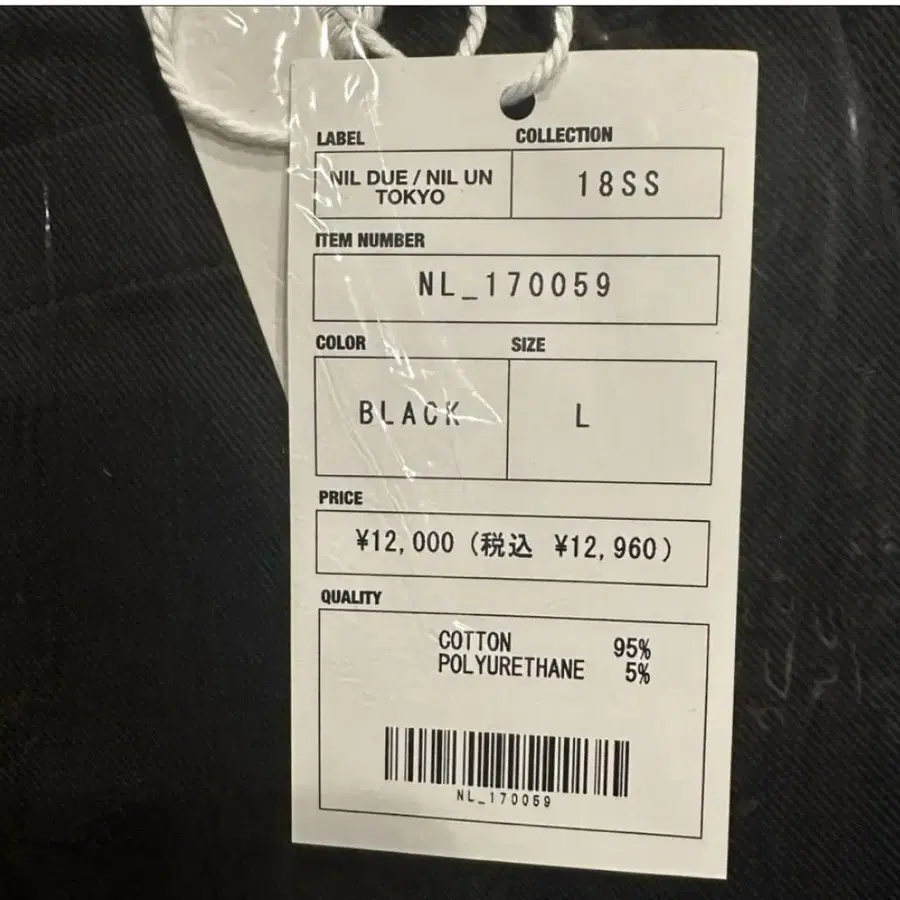 LABEL COLLECTION
NIL DUE / NIL UN
TOKYO
18SS
ITEM NUMBER
NL_170059
COLOR SIZE
BLACK L
PRICE
¥12,000 (税込 ¥12,960)
QUALITY
COTTON 95%
POLYURETHANE 5%
NL_170059